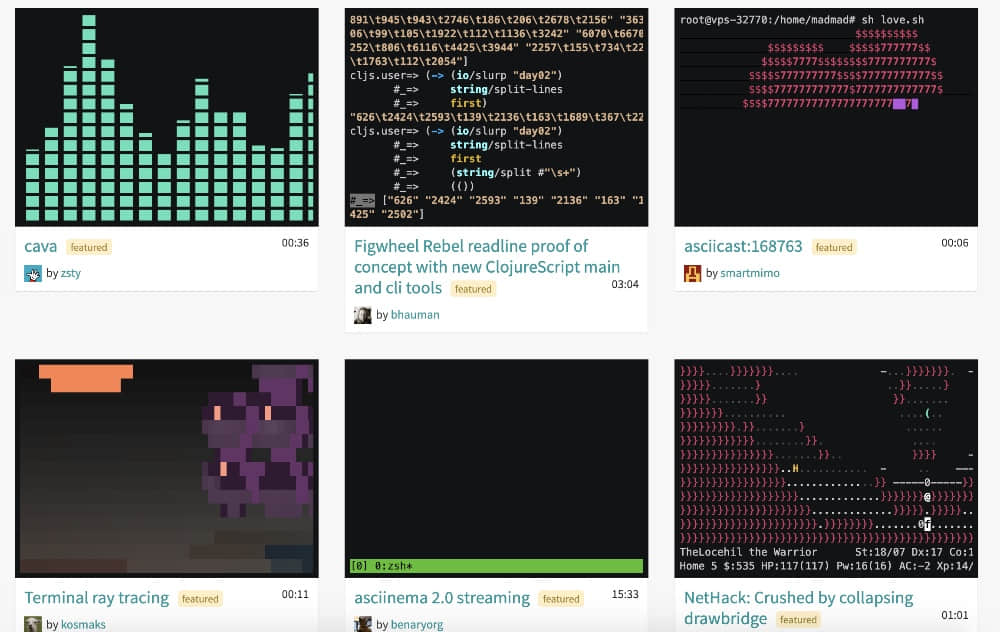 891\t945\t943\t2746\t186\t206\t2678\t2156" "363
06\t99\t105\t1922\t112\t1136\t3242" "6070\t6670
252\t806\t6116\t4425\t3944" "2257\t155\t734\t22
\t1763\t112\t2054"]
cljs.user=> (-> (io/slurp "day02")
#_=> string/split-lines
#_=> first)
"626\t2424\t2593\t139\t2136\t163\t1689\t367\t22
cljs.user=> (-> (io/slurp "day02")
#_=> string/split-lines
#_=> first
#_=> (string/split #"\s+")
#_=> (())
#_=> ["626" "2424" "2593" "139" "2136" "163" "1
425" "2502"]
root@vps-32770:/home/madmad# sh love.sh
$$$$$$$$$$
$$$$$$$$$ $$$$$777777$$
$$$$$7777$$$$$$$$7777777777$
$$$$$777777777$$$$7777777777$$
$$$$77777777777$7777777777777$
$$$$7777777777777777777 7
cava featured 00:36
by zsty
Figwheel Rebel readline proof of
concept with new ClojureScript main
and cli tools featured 03:04
by bhauman
asciicast:168763 featured 00:06
by smartmimo
[0] 0:zsh*
TheLocehil the Warrior St:18/07 Dx:17 Co:1
Home 5 $:535 HP:117(117) Pw:16(16) AC:-2 Xp:14/
Terminal ray tracing featured 00:11
by kosmaks
asciinema 2.0 streaming featured 15:33
by benaryorg
NetHack: Crushed by collapsing
drawbridge featured 01:01